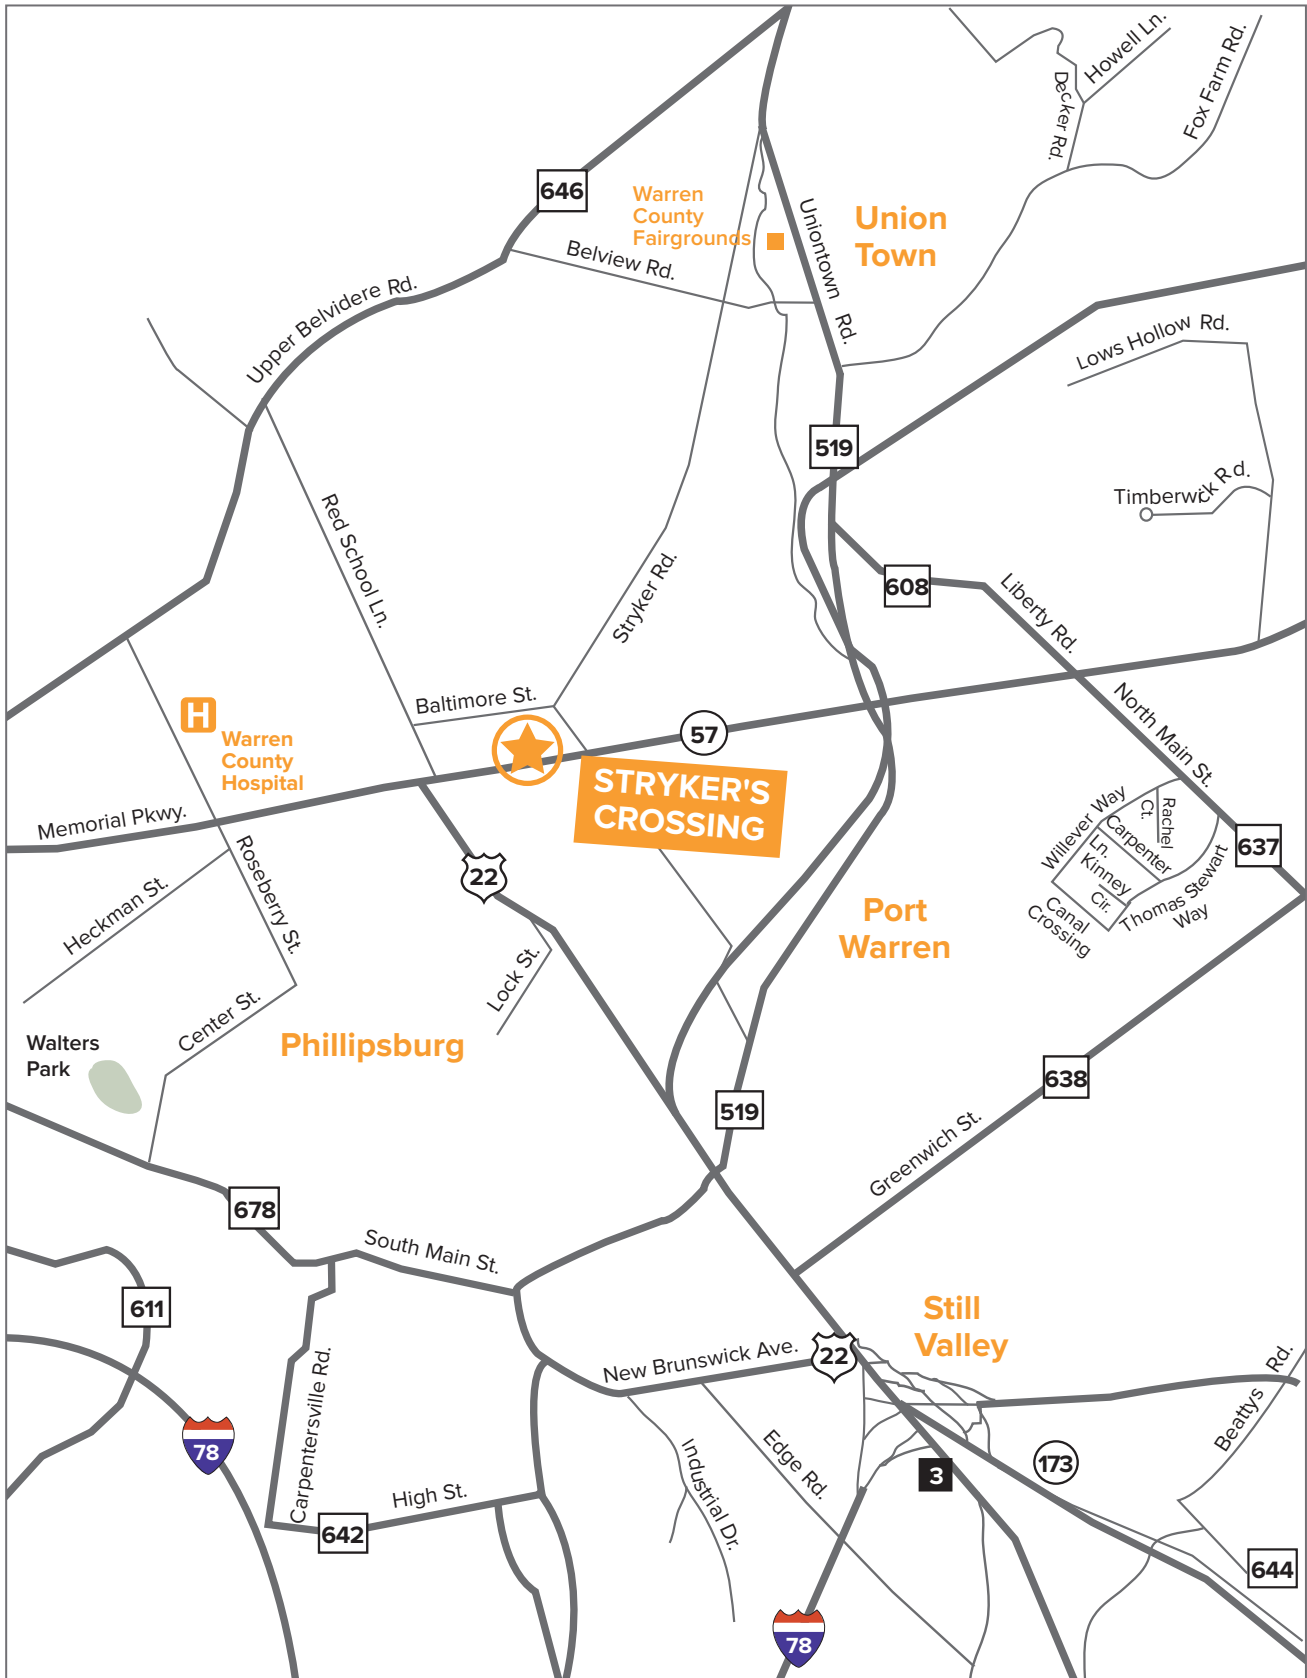 Howell Ln.
Decker Rd.
Fox Farm Rd.
646
Warren
County
Fairgrounds
Uniontown Rd.
Union
Town
Belview Rd.
Upper Belvidere Rd.
Lows Hollow Rd.
519
Timberwick Rd.
Red School Ln.
Stryker Rd.
608
Liberty Rd.
Baltimore St.
H
Warren
County
Hospital
57
North Main St.
STRYKER'S
CROSSING
Memorial Pkwy.
Willever Way
Rachel
Ct.
Carpenter
Ln.
Kinney
Cir.
Thomas Stewart
Way
Canal
Crossing
637
22
Roseberry St.
Heckman St.
Port
Warren
Lock St.
Center St.
Walters
Park
Phillipsburg
638
519
Greenwich St.
678
South Main St.
611
Still
Valley
New Brunswick Ave.
22
Beattys Rd.
Carpentersville Rd.
78
Industrial Dr.
Edge Rd.
3
173
High St.
642
644
78